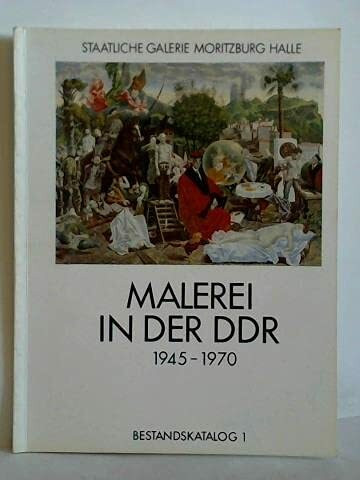 STAATLICHE GALERIE MORITZBURG HALLE
MALEREI
IN DER DDR
1945-1970
BESTANDSKATALOG 1